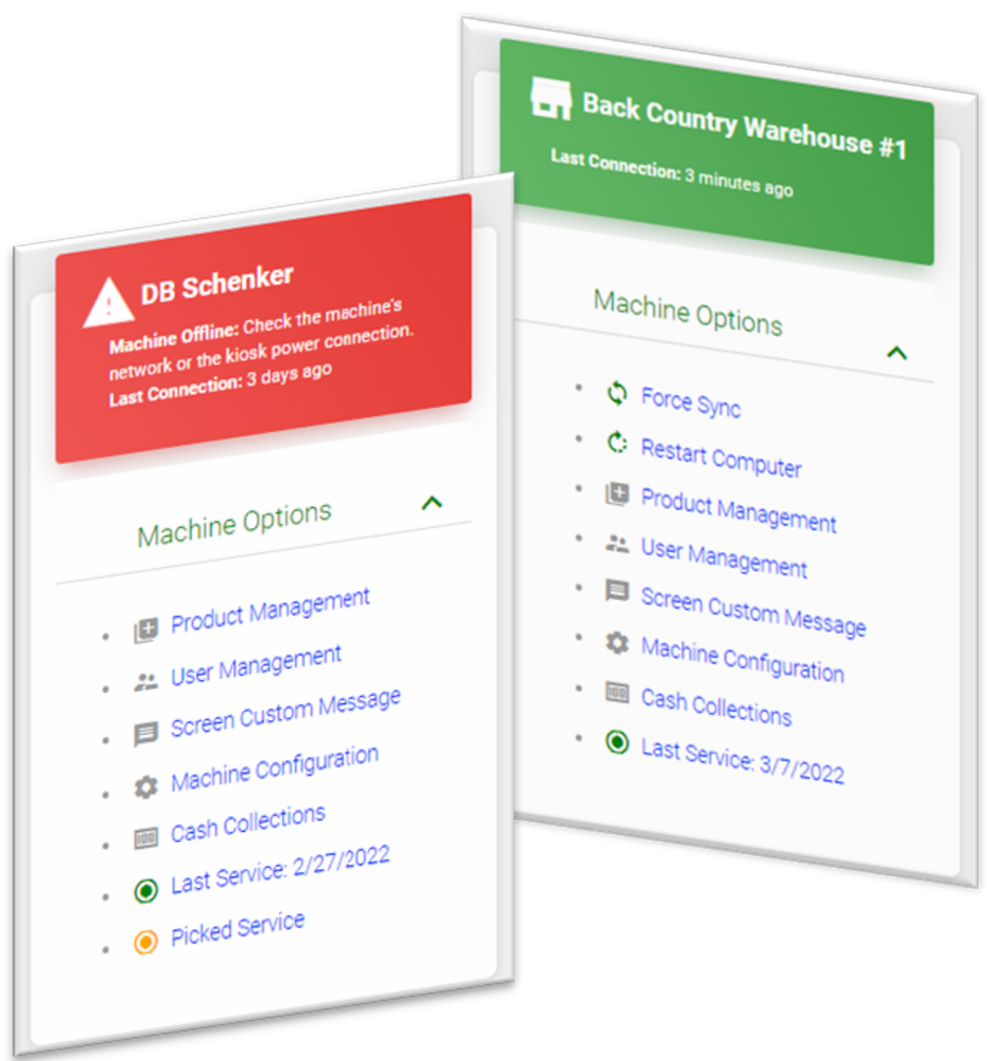 DB Schenker
Machine Offline: Check the machine's
network or the kiosk power connection.
Last Connection: 3 days ago
Machine Options
Product Management
User Management
Screen Custom Message
Machine Configuration
Cash Collections
Last Service: 2/27/2022
Picked Service
Back Country Warehouse #1
Last Connection: 3 minutes ago
Machine Options
Force Sync
Restart Computer
Product Management
User Management
Screen Custom Message
Machine Configuration
Cash Collections
Last Service: 3/7/2022